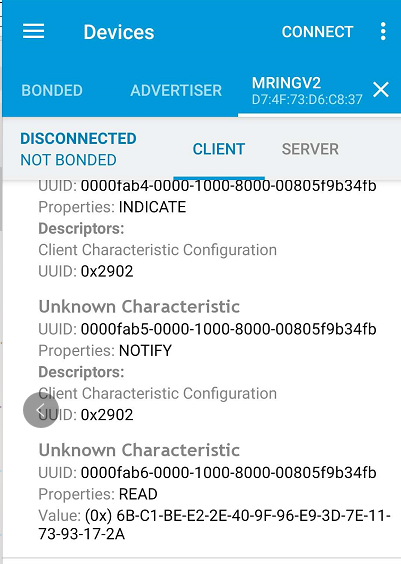 Devices
CONNECT
BONDED
ADVERTISER
MRINGV2
D7:4F:73:D6:C8:37
DISCONNECTED
NOT BONDED
CLIENT
SERVER
UUID: 0000fab4-0000-1000-8000-00805f9b34fb
Properties: INDICATE
Descriptors:
Client Characteristic Configuration
UUID: 0x2902
Unknown Characteristic
UUID: 0000fab5-0000-1000-8000-00805f9b34fb
Properties: NOTIFY
Descriptors:
Client Characteristic Configuration
UUID: 0x2902
Unknown Characteristic
UUID: 0000fab6-0000-1000-8000-00805f9b34fb
Properties: READ
Value: (0x) 6B-C1-BE-E2-2E-40-9F-96-E9-3D-7E-11-
73-93-17-2A